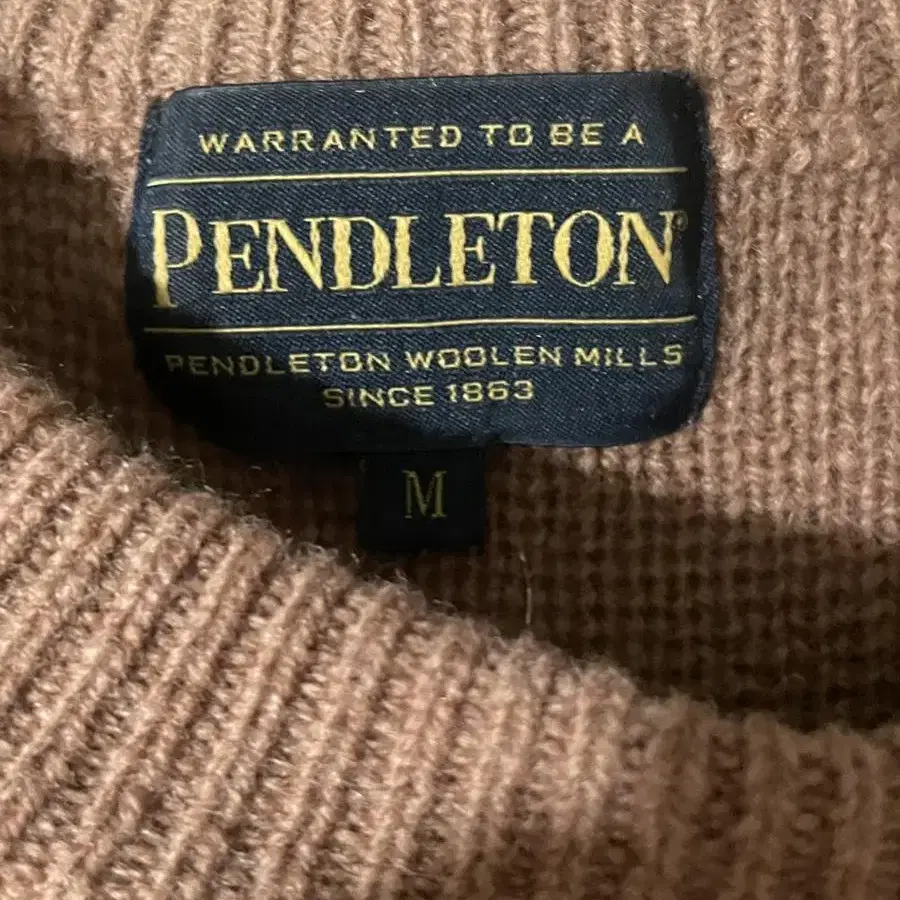 WARRANTED TO BE A
PENDLETON®
PENDLETON WOOLEN MILLS
SINCE 1863
M